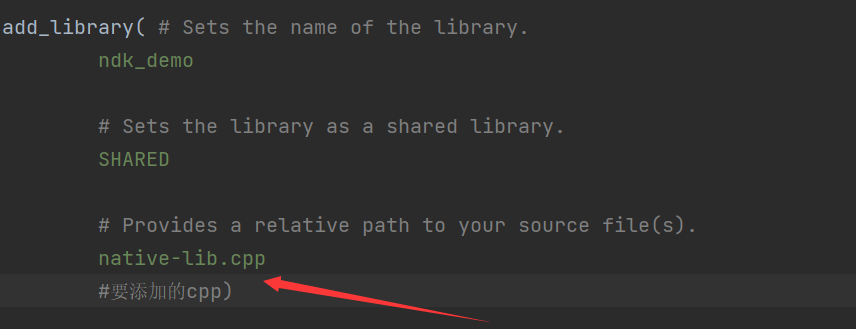 add_library( # Sets the name of the library.
ndk_demo
# Sets the library as a shared library.
SHARED
# Provides a relative path to your source file(s).
native-lib.cpp
#要添加的cpp)